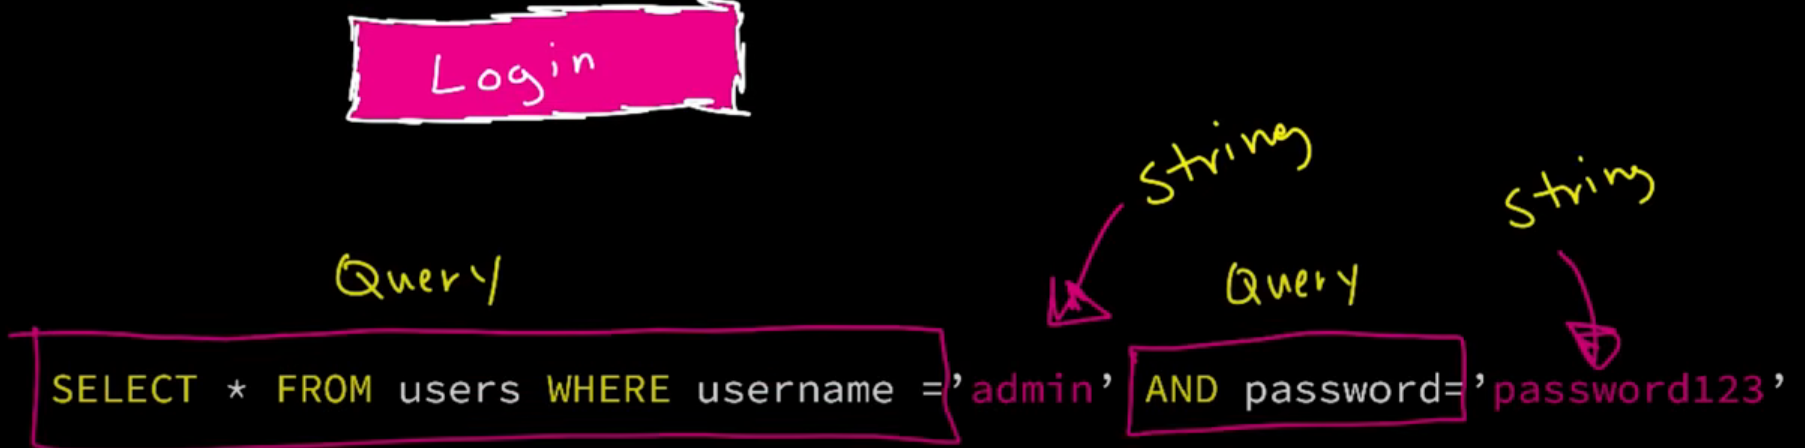 Login
String
String
Query
Query
SELECT * FROM users WHERE username =’admin’ AND password=’password123’